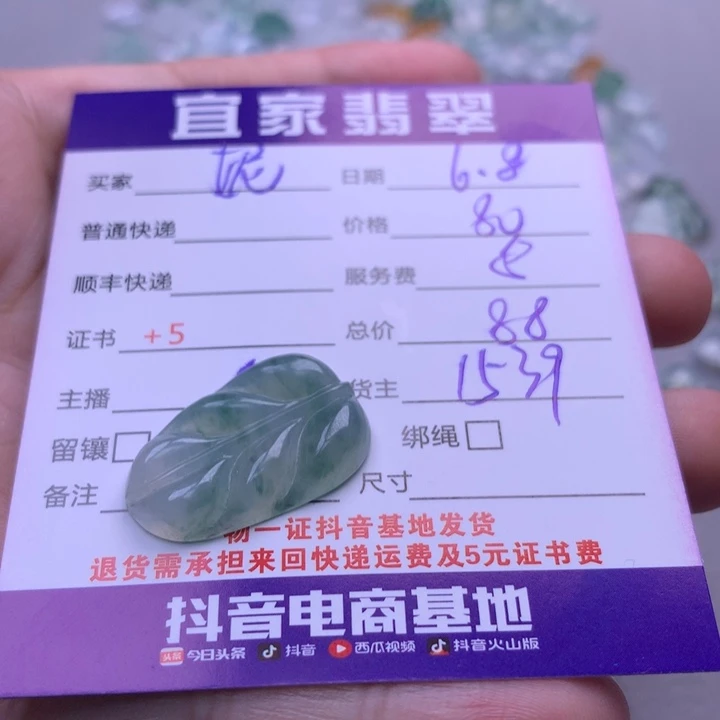 宜家翡翠
买家 妮 日期 6.8
普通快递 价格 80
顺丰快递 服务费
证书 +5 总价 88
主播 货主 1539
留镶 绑绳
备注 尺寸
物一证抖音基地发货
退货需承担来回快递运费及5元证书费
抖音电商基地
头条 今日头条 抖音 西瓜视频 抖音火山版